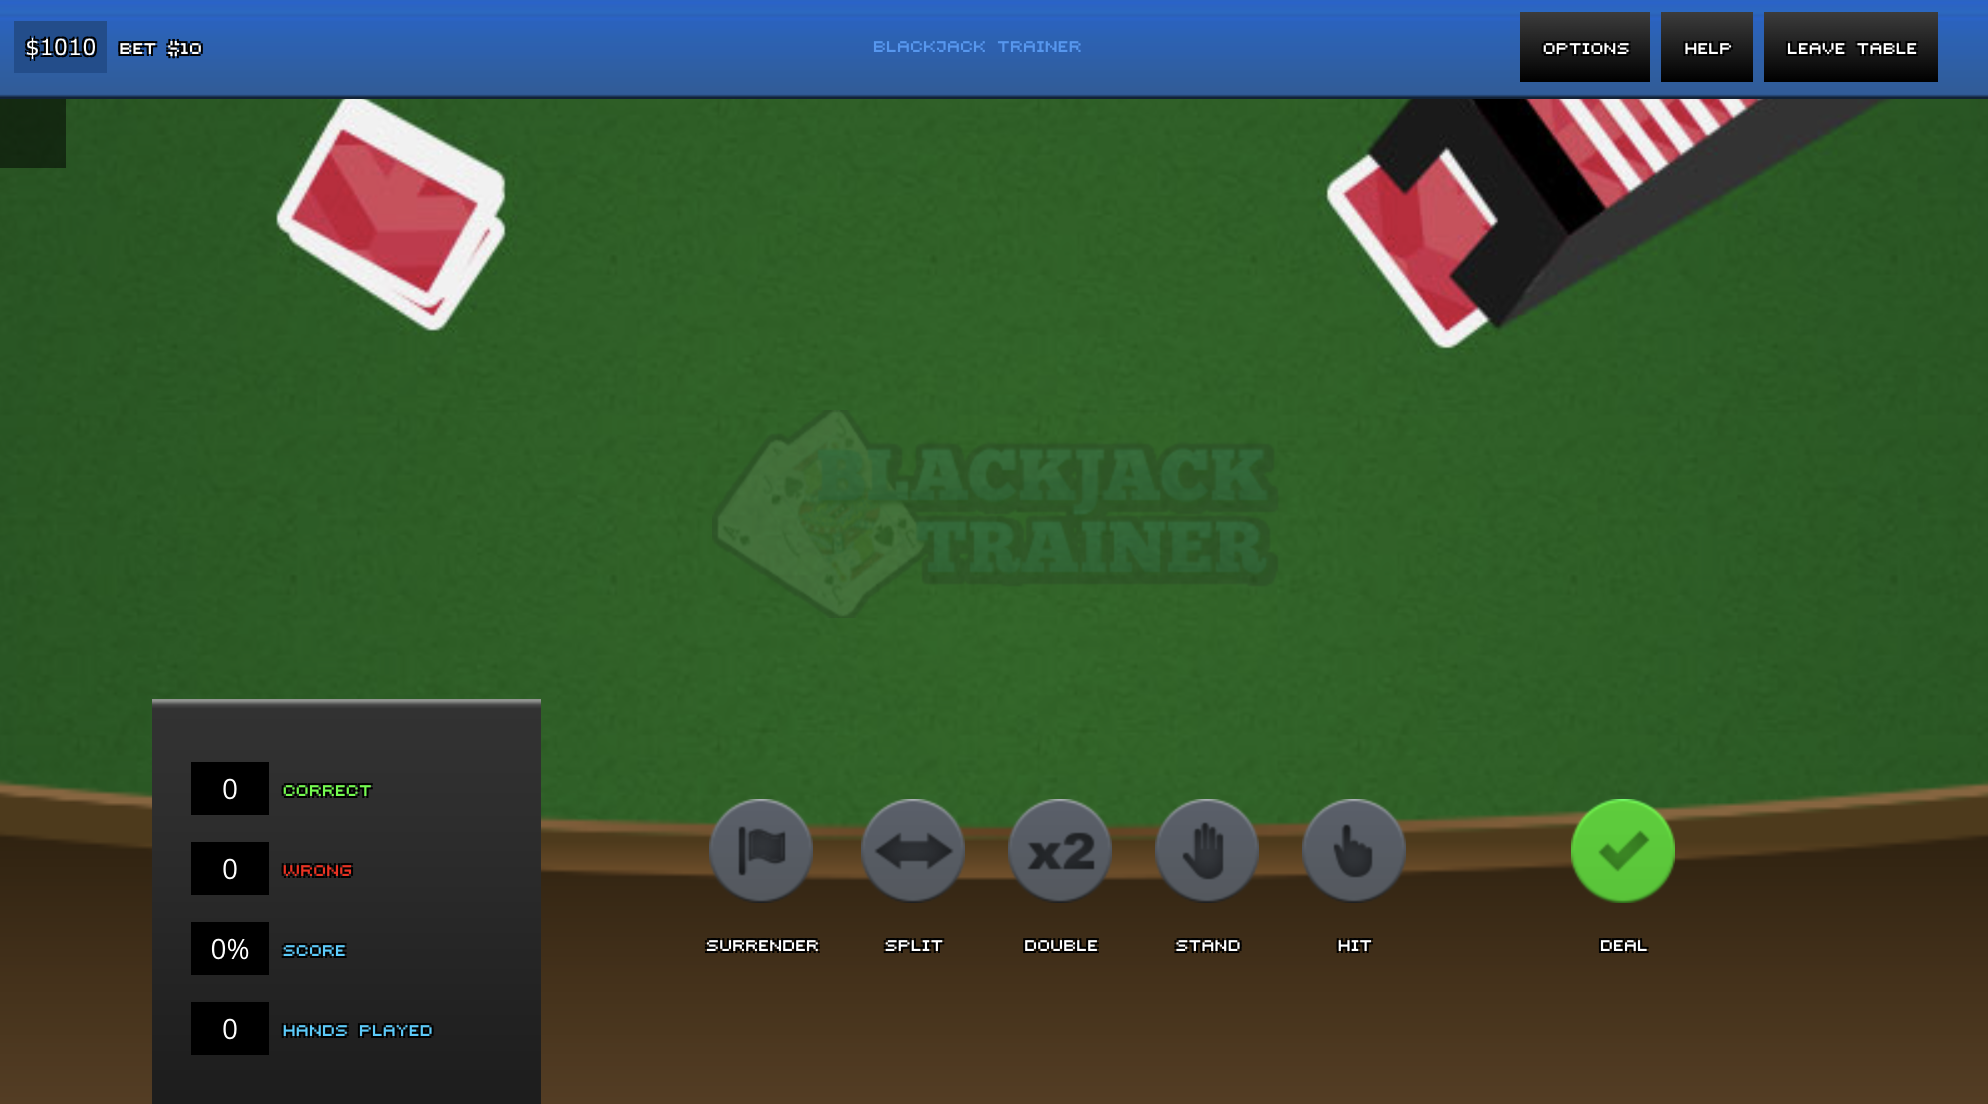 $1010 BET $10
BLACKJACK TRAINER
OPTIONS
HELP
LEAVE TABLE
BLACKJACK
TRAINER
0 CORRECT
0 WRONG
0% SCORE
0 HANDS PLAYED
SURRENDER
SPLIT
x2
DOUBLE
STAND
HIT
DEAL